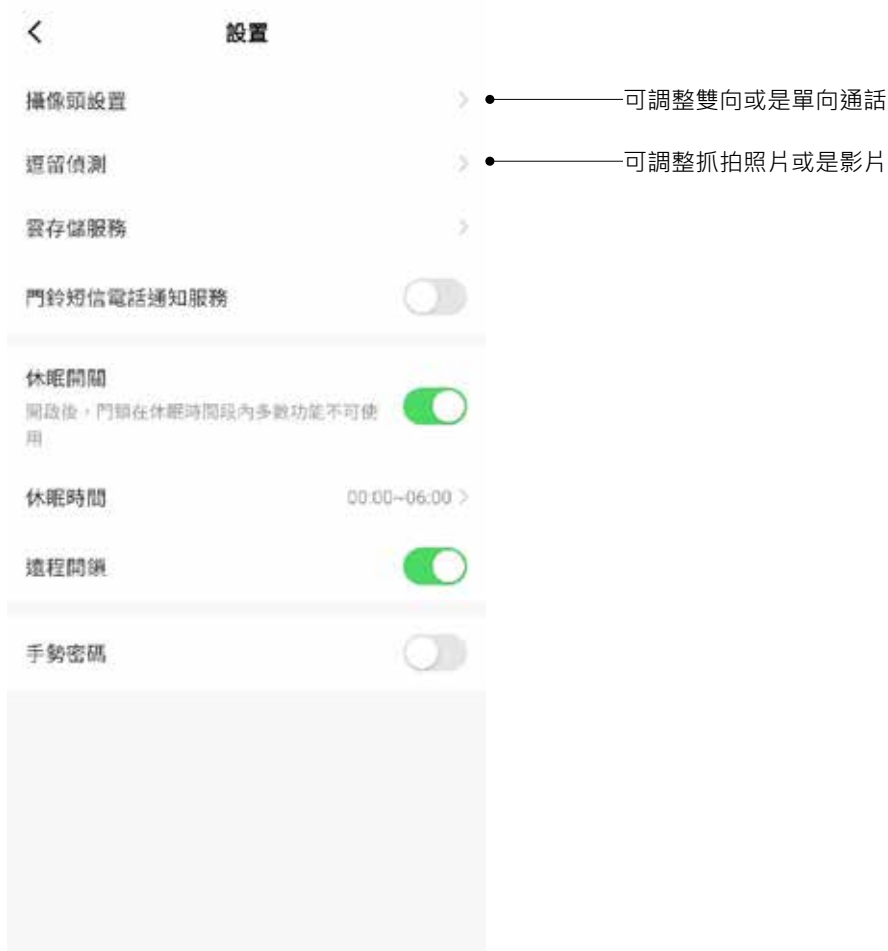 設置
攝像頭設置
可調整雙向或是單向通話
逗留偵測
可調整抓拍照片或是影片
雲存儲服務
門鈴短信電話通知服務
休眠開關
開啟後，門鎖在休眠時間段內多數功能不可使
用
休眠時間
00:00~06:00
遠程開鎖
手勢密碼